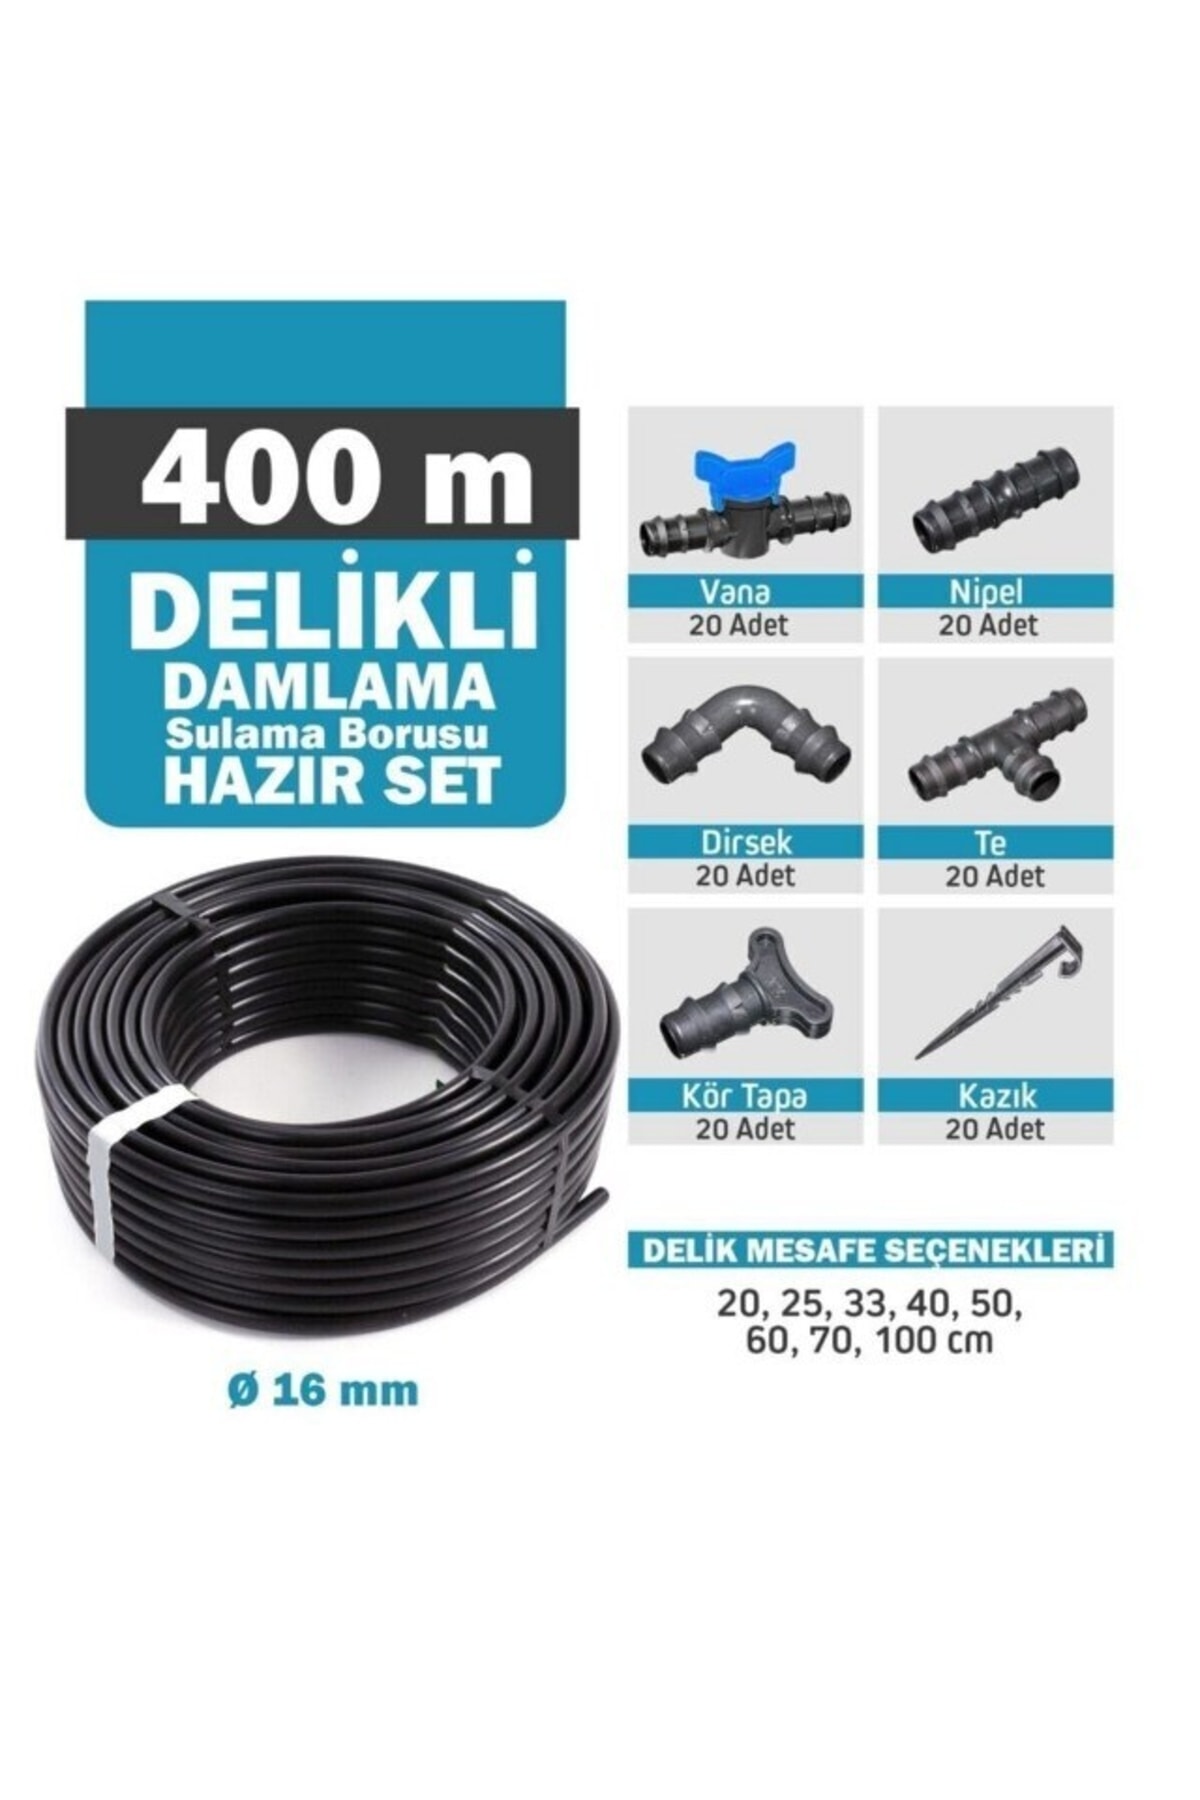 400 m
DELİKLİ
DAMLAMA
Sulama Borusu
HAZIR SET
Ø 16 mm
Vana
20 Adet
Nipel
20 Adet
Dirsek
20 Adet
Te
20 Adet
Kör Tapa
20 Adet
Kazık
20 Adet
DELİK MESAFE SEÇENEKLERİ
20, 25, 33, 40, 50,
60, 70, 100 cm